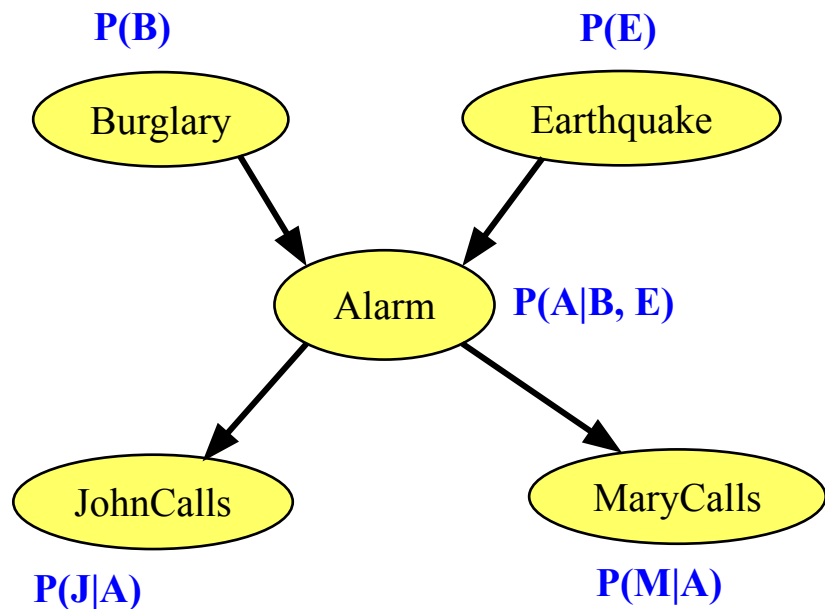 P(B)
P(E)
Burglary
Earthquake
Alarm
P(A|B, E)
JohnCalls
MaryCalls
P(J|A)
P(M|A)